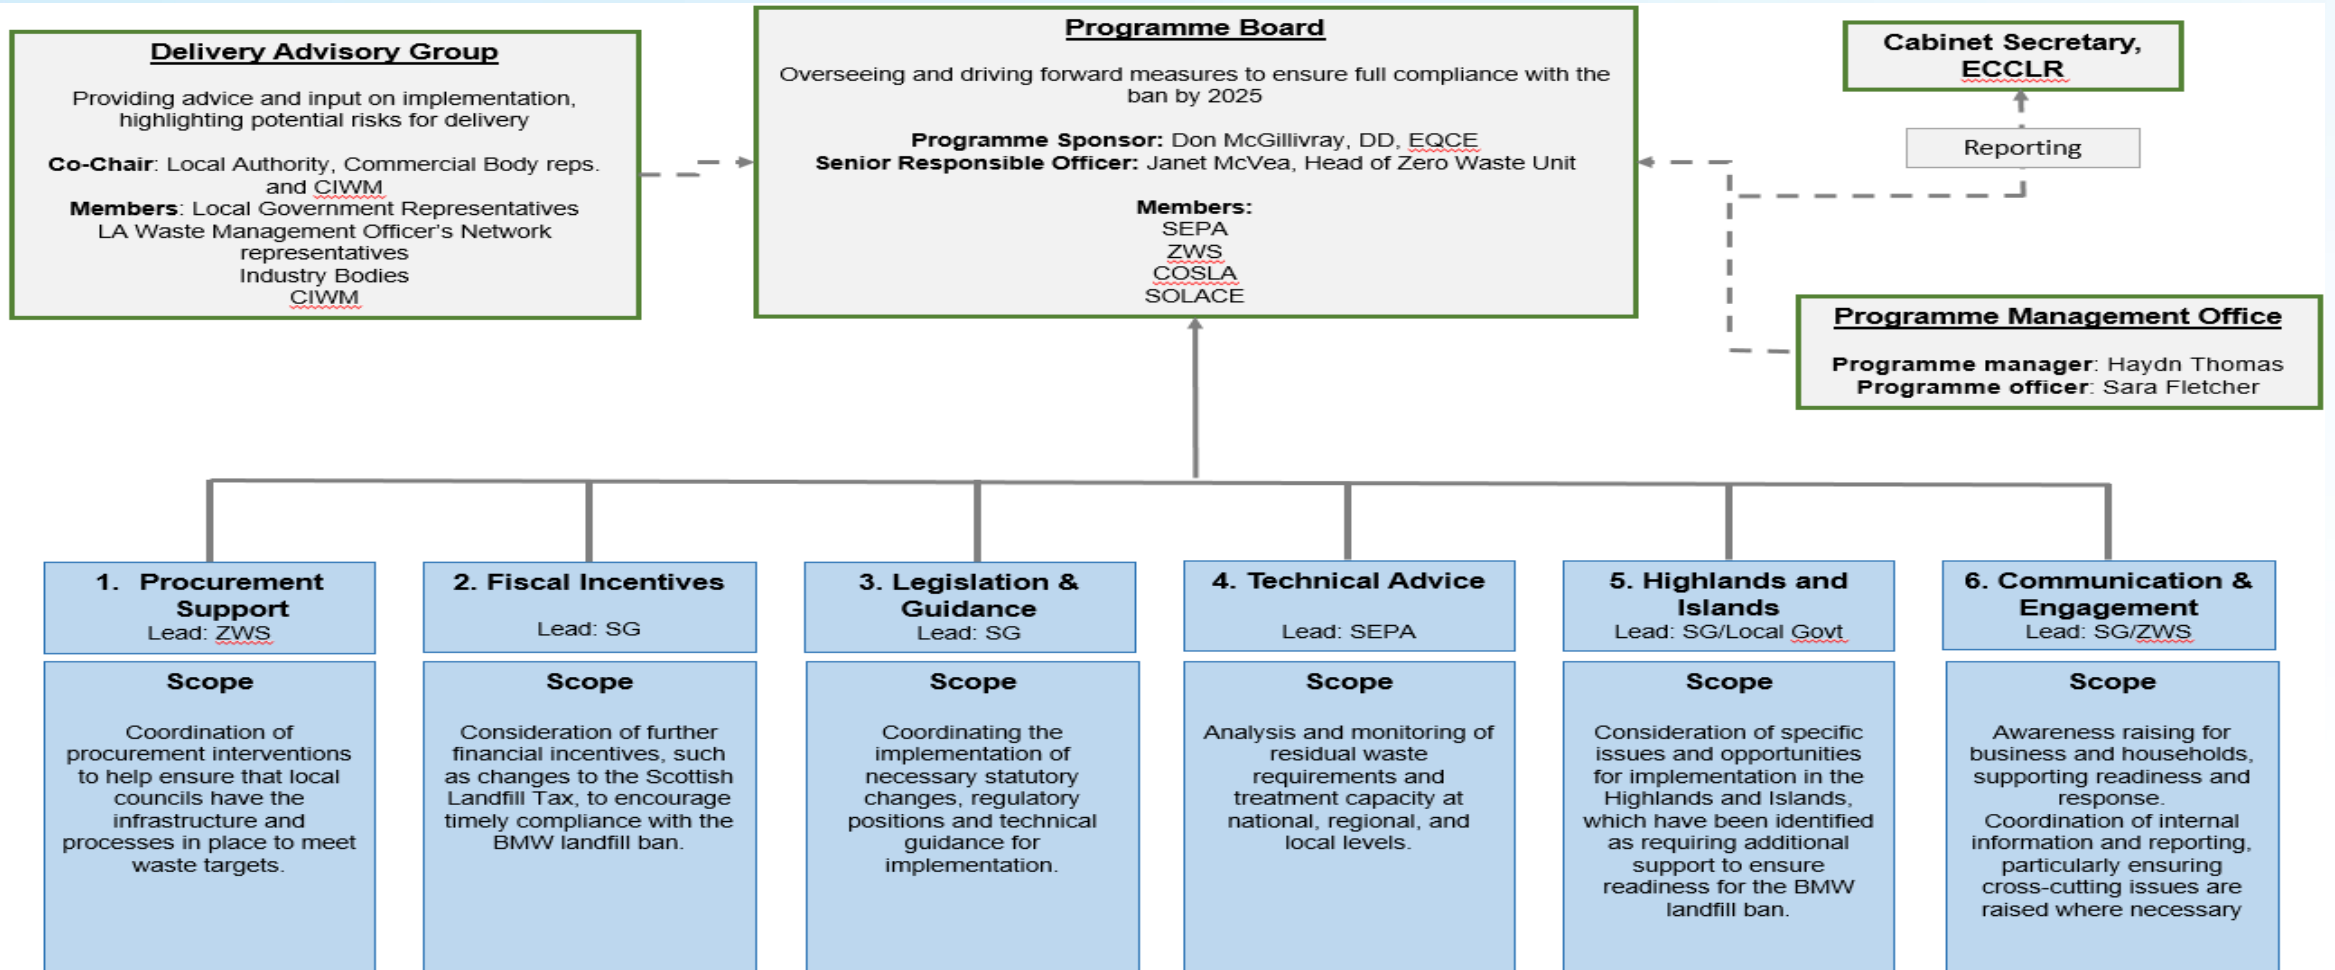 Delivery Advisory Group
Providing advice and input on implementation,
highlighting potential risks for delivery
Co-Chair: Local Authority, Commercial Body reps.
and CIWM
Members: Local Government Representatives
LA Waste Management Officer's Network
representatives
Industry Bodies
CIWM
Programme Board
Overseeing and driving forward measures to ensure full compliance with the
ban by 2025
Programme Sponsor: Don McGillivray, DD, EQCE
Senior Responsible Officer: Janet McVea, Head of Zero Waste Unit
Members:
SEPA
ZWS
COSLA
SOLACE
Cabinet Secretary,
ECCLR
Reporting
Programme Management Office
Programme manager: Haydn Thomas
Programme officer: Sara Fletcher
1. Procurement
Support
Lead: ZWS
Scope
Coordination of
procurement interventions
to help ensure that local
councils have the
infrastructure and
processes in place to meet
waste targets.
2. Fiscal Incentives
Lead: SG
Scope
Consideration of further
financial incentives, such
as changes to the Scottish
Landfill Tax, to encourage
timely compliance with the
BMW landfill ban.
3. Legislation &
Guidance
Lead: SG
Scope
Coordinating the
implementation of
necessary statutory
changes, regulatory
positions and technical
guidance for
implementation.
4. Technical Advice
Lead: SEPA
Scope
Analysis and monitoring of
residual waste
requirements and
treatment capacity at
national, regional, and
local levels.
5. Highlands and
Islands
Lead: SG/Local Govt
Scope
Consideration of specific
issues and opportunities
for implementation in the
Highlands and Islands,
which have been identified
as requiring additional
support to ensure
readiness for the BMW
landfill ban.
6. Communication &
Engagement
Lead: SG/ZWS
Scope
Awareness raising for
business and households,
supporting readiness and
response.
Coordination of internal
information and reporting,
particularly ensuring
cross-cutting issues are
raised where necessary